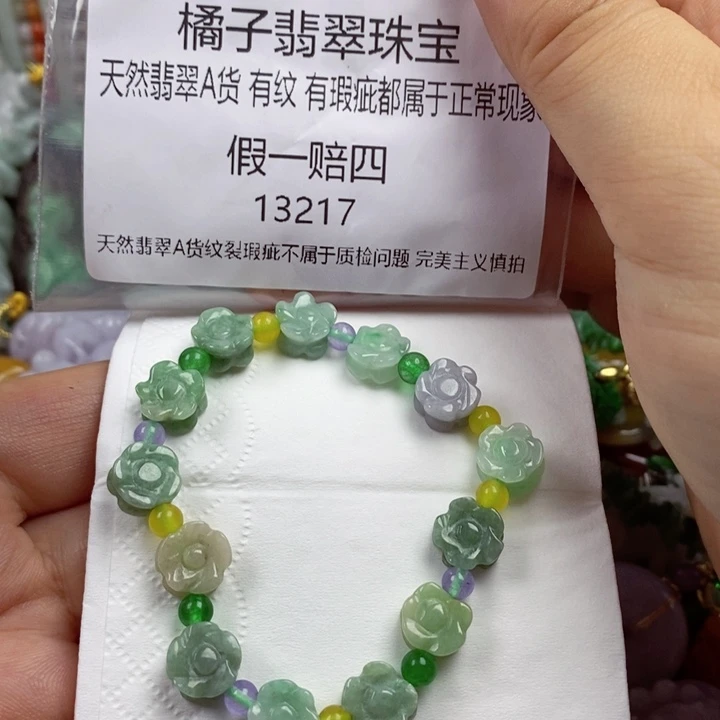 橘子翡翠珠宝
天然翡翠A货 有纹 有瑕疵都属于正常现象
假一赔四
13217
天然翡翠A货纹裂瑕疵不属于质检问题 完美主义慎拍